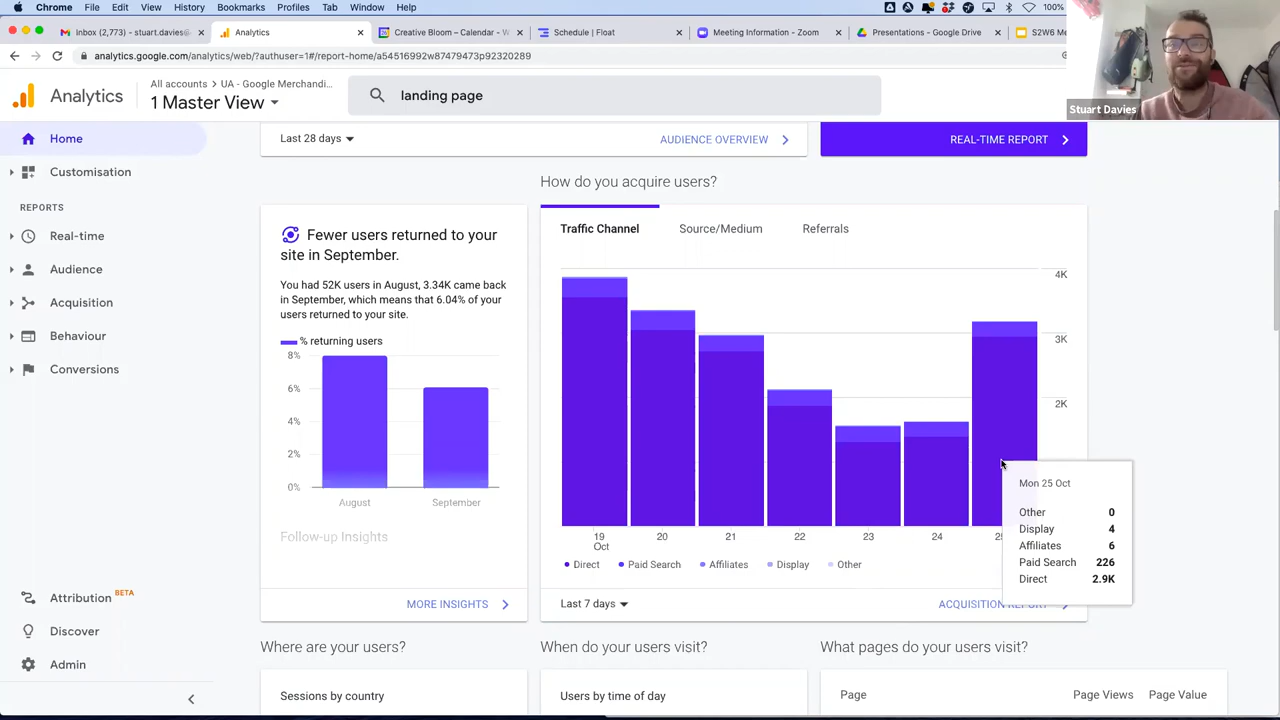 Chrome File Edit View History Bookmarks Profiles Tab Window Help 100%
Inbox (2,773) - stuart.davies@
Analytics
Creative Bloom – Calendar - W
Schedule | Float
Meeting Information - Zoom
Presentations - Google Drive
S2W6 M
analytics.google.com/analytics/web/?authuser=1#/report-home/a54516992w87479473p92320289
Stuart Davies
Analytics
All accounts > UA - Google Merchandi...
1 Master View
landing page
Home
Customisation
REPORTS
Real-time
Audience
Acquisition
Behaviour
Conversions
Attribution BETA
Discover
Admin
Last 28 days
AUDIENCE OVERVIEW
REAL-TIME REPORT
How do you acquire users?
Fewer users returned to your
site in September.
You had 52K users in August, 3.34K came back
in September, which means that 6.04% of your
users returned to your site.
% returning users
8%
6%
4%
2%
0%
August September
Follow-up Insights
MORE INSIGHTS
Traffic Channel Source/Medium Referrals
4K
3K
2K
19 20 21 22 23 24
Oct
Direct Paid Search Affiliates Display Other
Last 7 days
Mon 25 Oct
Other 0
Display 4
Affiliates 6
Paid Search 226
Direct 2.9K
Where are your users?
When do your users visit?
What pages do your users visit?
Sessions by country
Users by time of day
Page Page Views Page Value